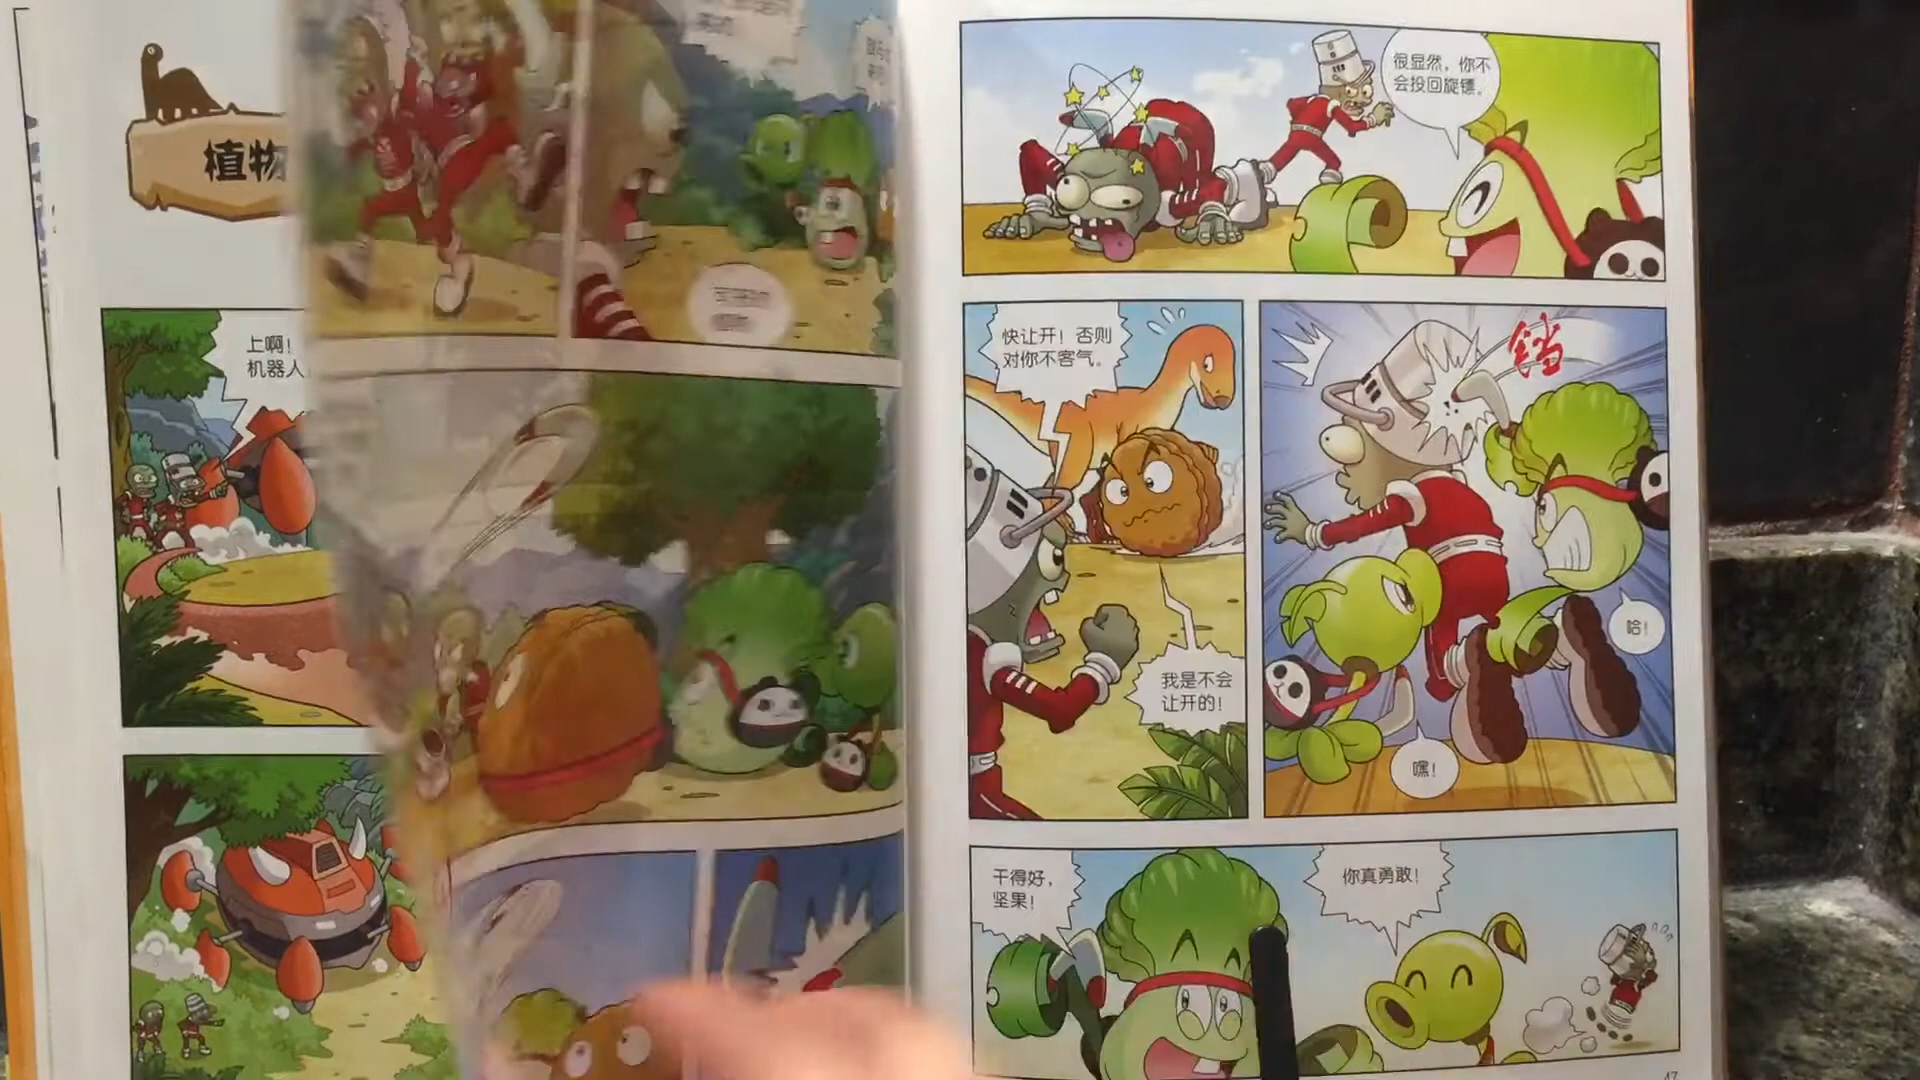 植物
上啊！
机器人
很显然，你不
会投回旋镖。
快让开！否则
对你不客气。
我是不会
让开的！
铛
哈！
嘿！
干得好，
坚果！
你真勇敢！
47